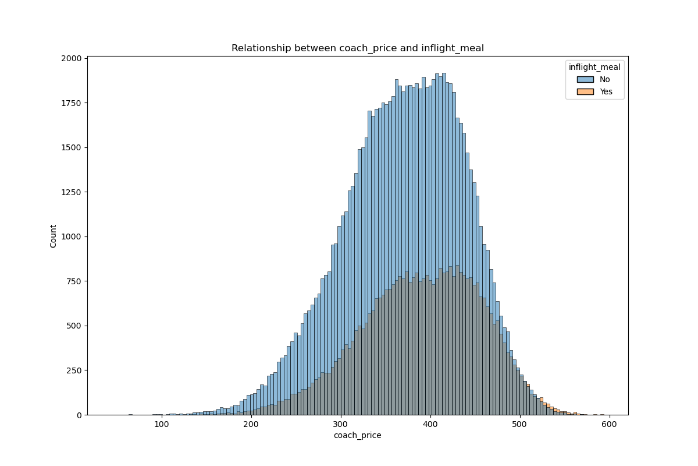 Relationship between coach_price and inflight_meal
inflight_meal
No
Yes
2000
1750
1500
1250
1000
750
500
250
0
Count
100
200
300
400
500
600
coach_price